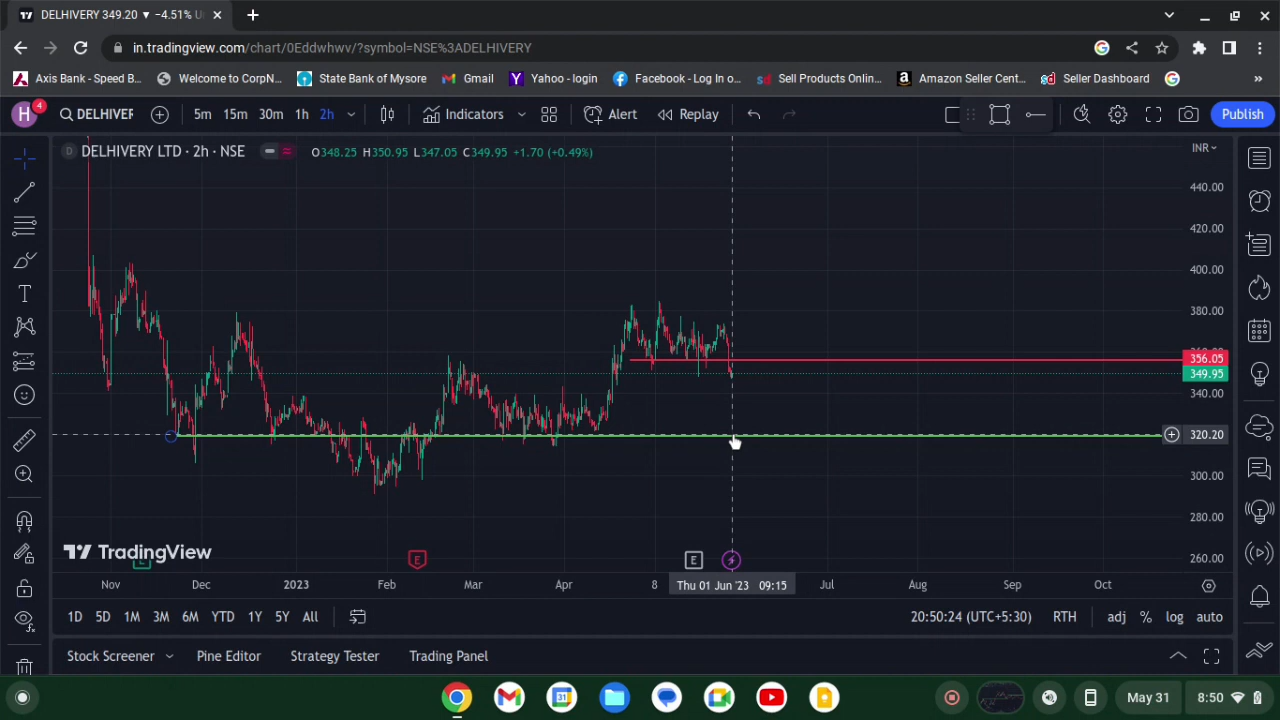 DELHIVERY 349.20 ▼ −4.51% U
in.tradingview.com/chart/0Eddwhwv/?symbol=NSE%3ADELHIVERY
Axis Bank - Speed B... Welcome to CorpN... State Bank of Mysore Gmail Yahoo - login Facebook - Log In o... Sell Products Onlin... Amazon Seller Cent... Seller Dashboard »
H 4 DELHIVER 5m 15m 30m 1h 2h Indicators Alert Replay Publish
D DELHIVERY LTD · 2h · NSE O348.25 H350.95 L347.05 C349.95 +1.70 (+0.49%) INR
440.00
420.00
400.00
380.00
356.05
349.95
340.00
320.20
300.00
280.00
260.00
TradingView
E E
Nov Dec 2023 Feb Mar Apr 8 Thu 01 Jun '23 09:15 Jul Aug Sep Oct
1D 5D 1M 3M 6M YTD 1Y 5Y All 20:50:24 (UTC+5:30) RTH adj % log auto
Stock Screener Pine Editor Strategy Tester Trading Panel
May 31 8:50